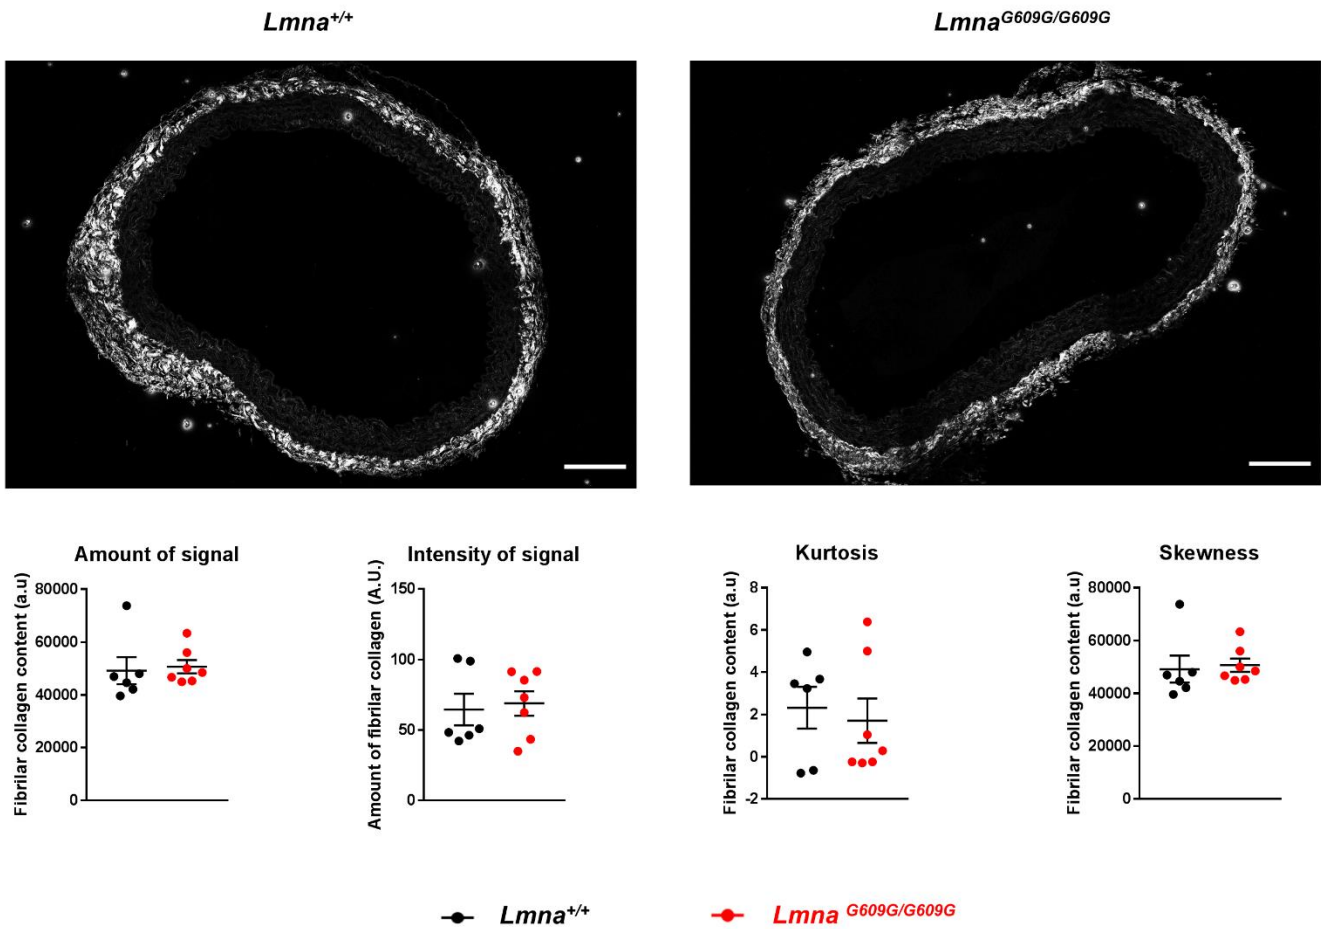 Lmna+/+
LmnaG609G/G609G
Amount of signal
Fibrilar collagen content (a.u)
80000
60000
40000
20000
0
Intensity of signal
Amount of fibrilar collagen (A.U.)
150
100
50
0
Kurtosis
Fibrilar collagen content (a.u)
8
6
4
2
0
-2
Skewness
Fibrilar collagen content (a.u)
80000
60000
40000
20000
0
Lmna+/+
Lmna G609G/G609G